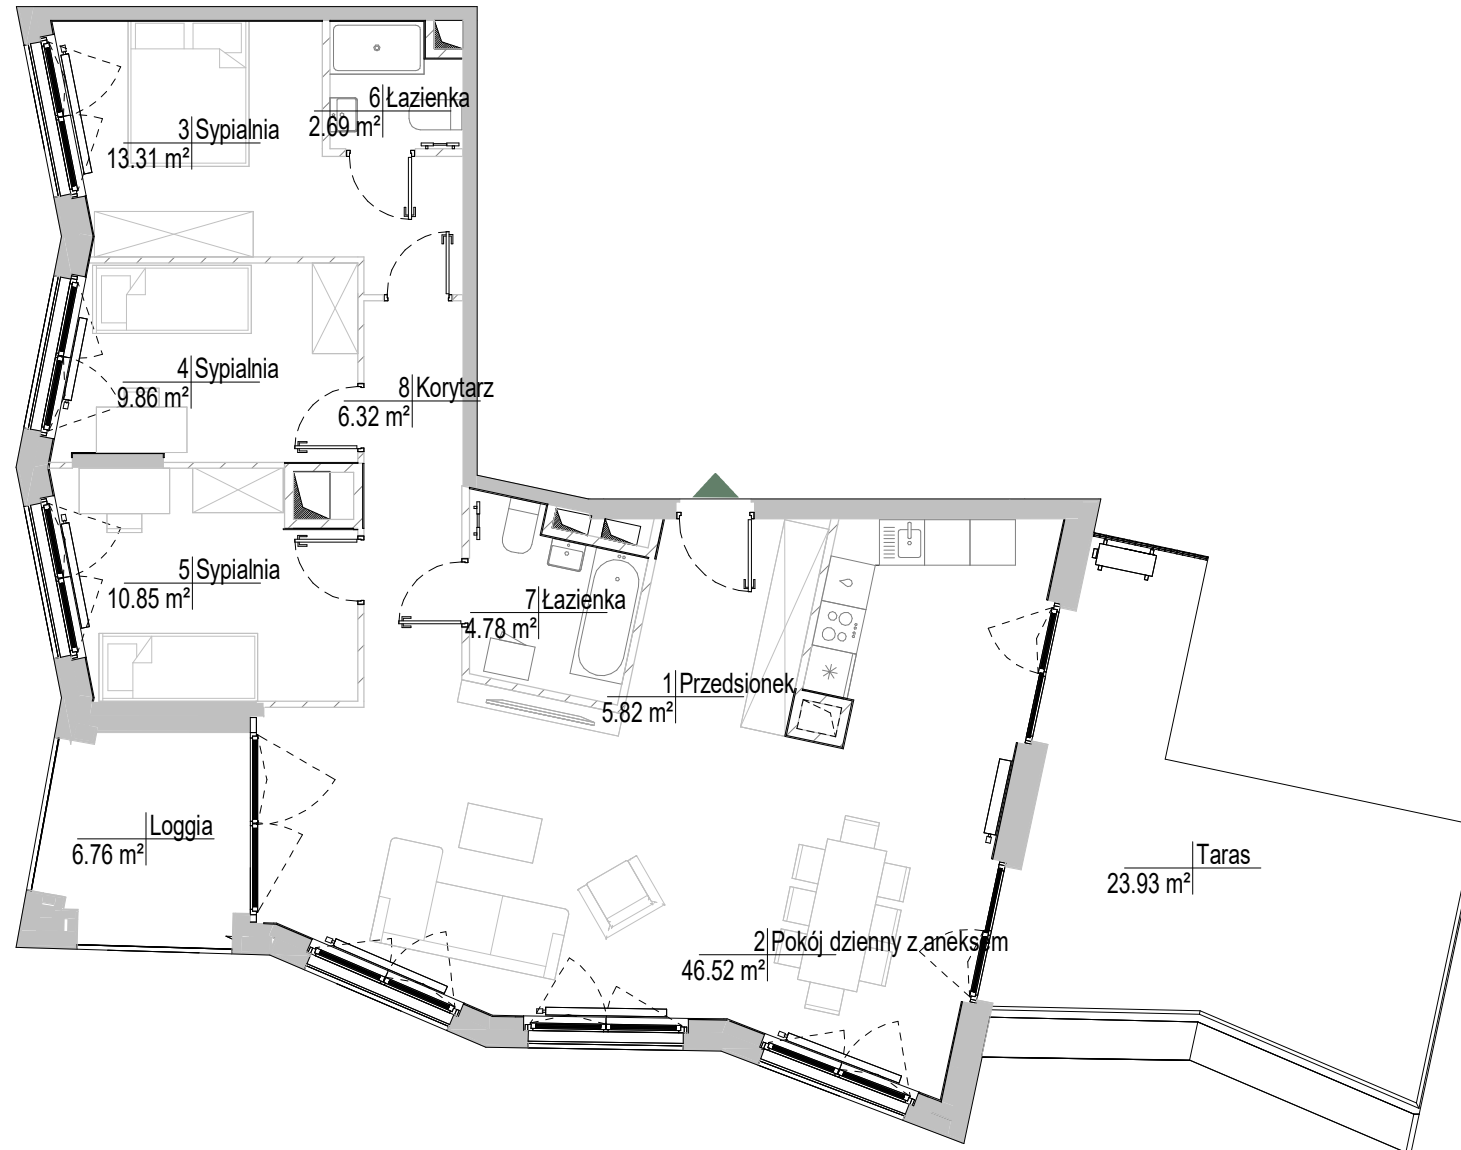 6 Łazienka
2.69 m²
3 Sypialnia
13.31 m²
4 Sypialnia
9.86 m²
8 Korytarz
6.32 m²
5 Sypialnia
10.85 m²
7 Łazienka
4.78 m²
1 Przedsionek
5.82 m²
Loggia
6.76 m²
Taras
23.93 m²
2 Pokój dzienny z aneksem
46.52 m²